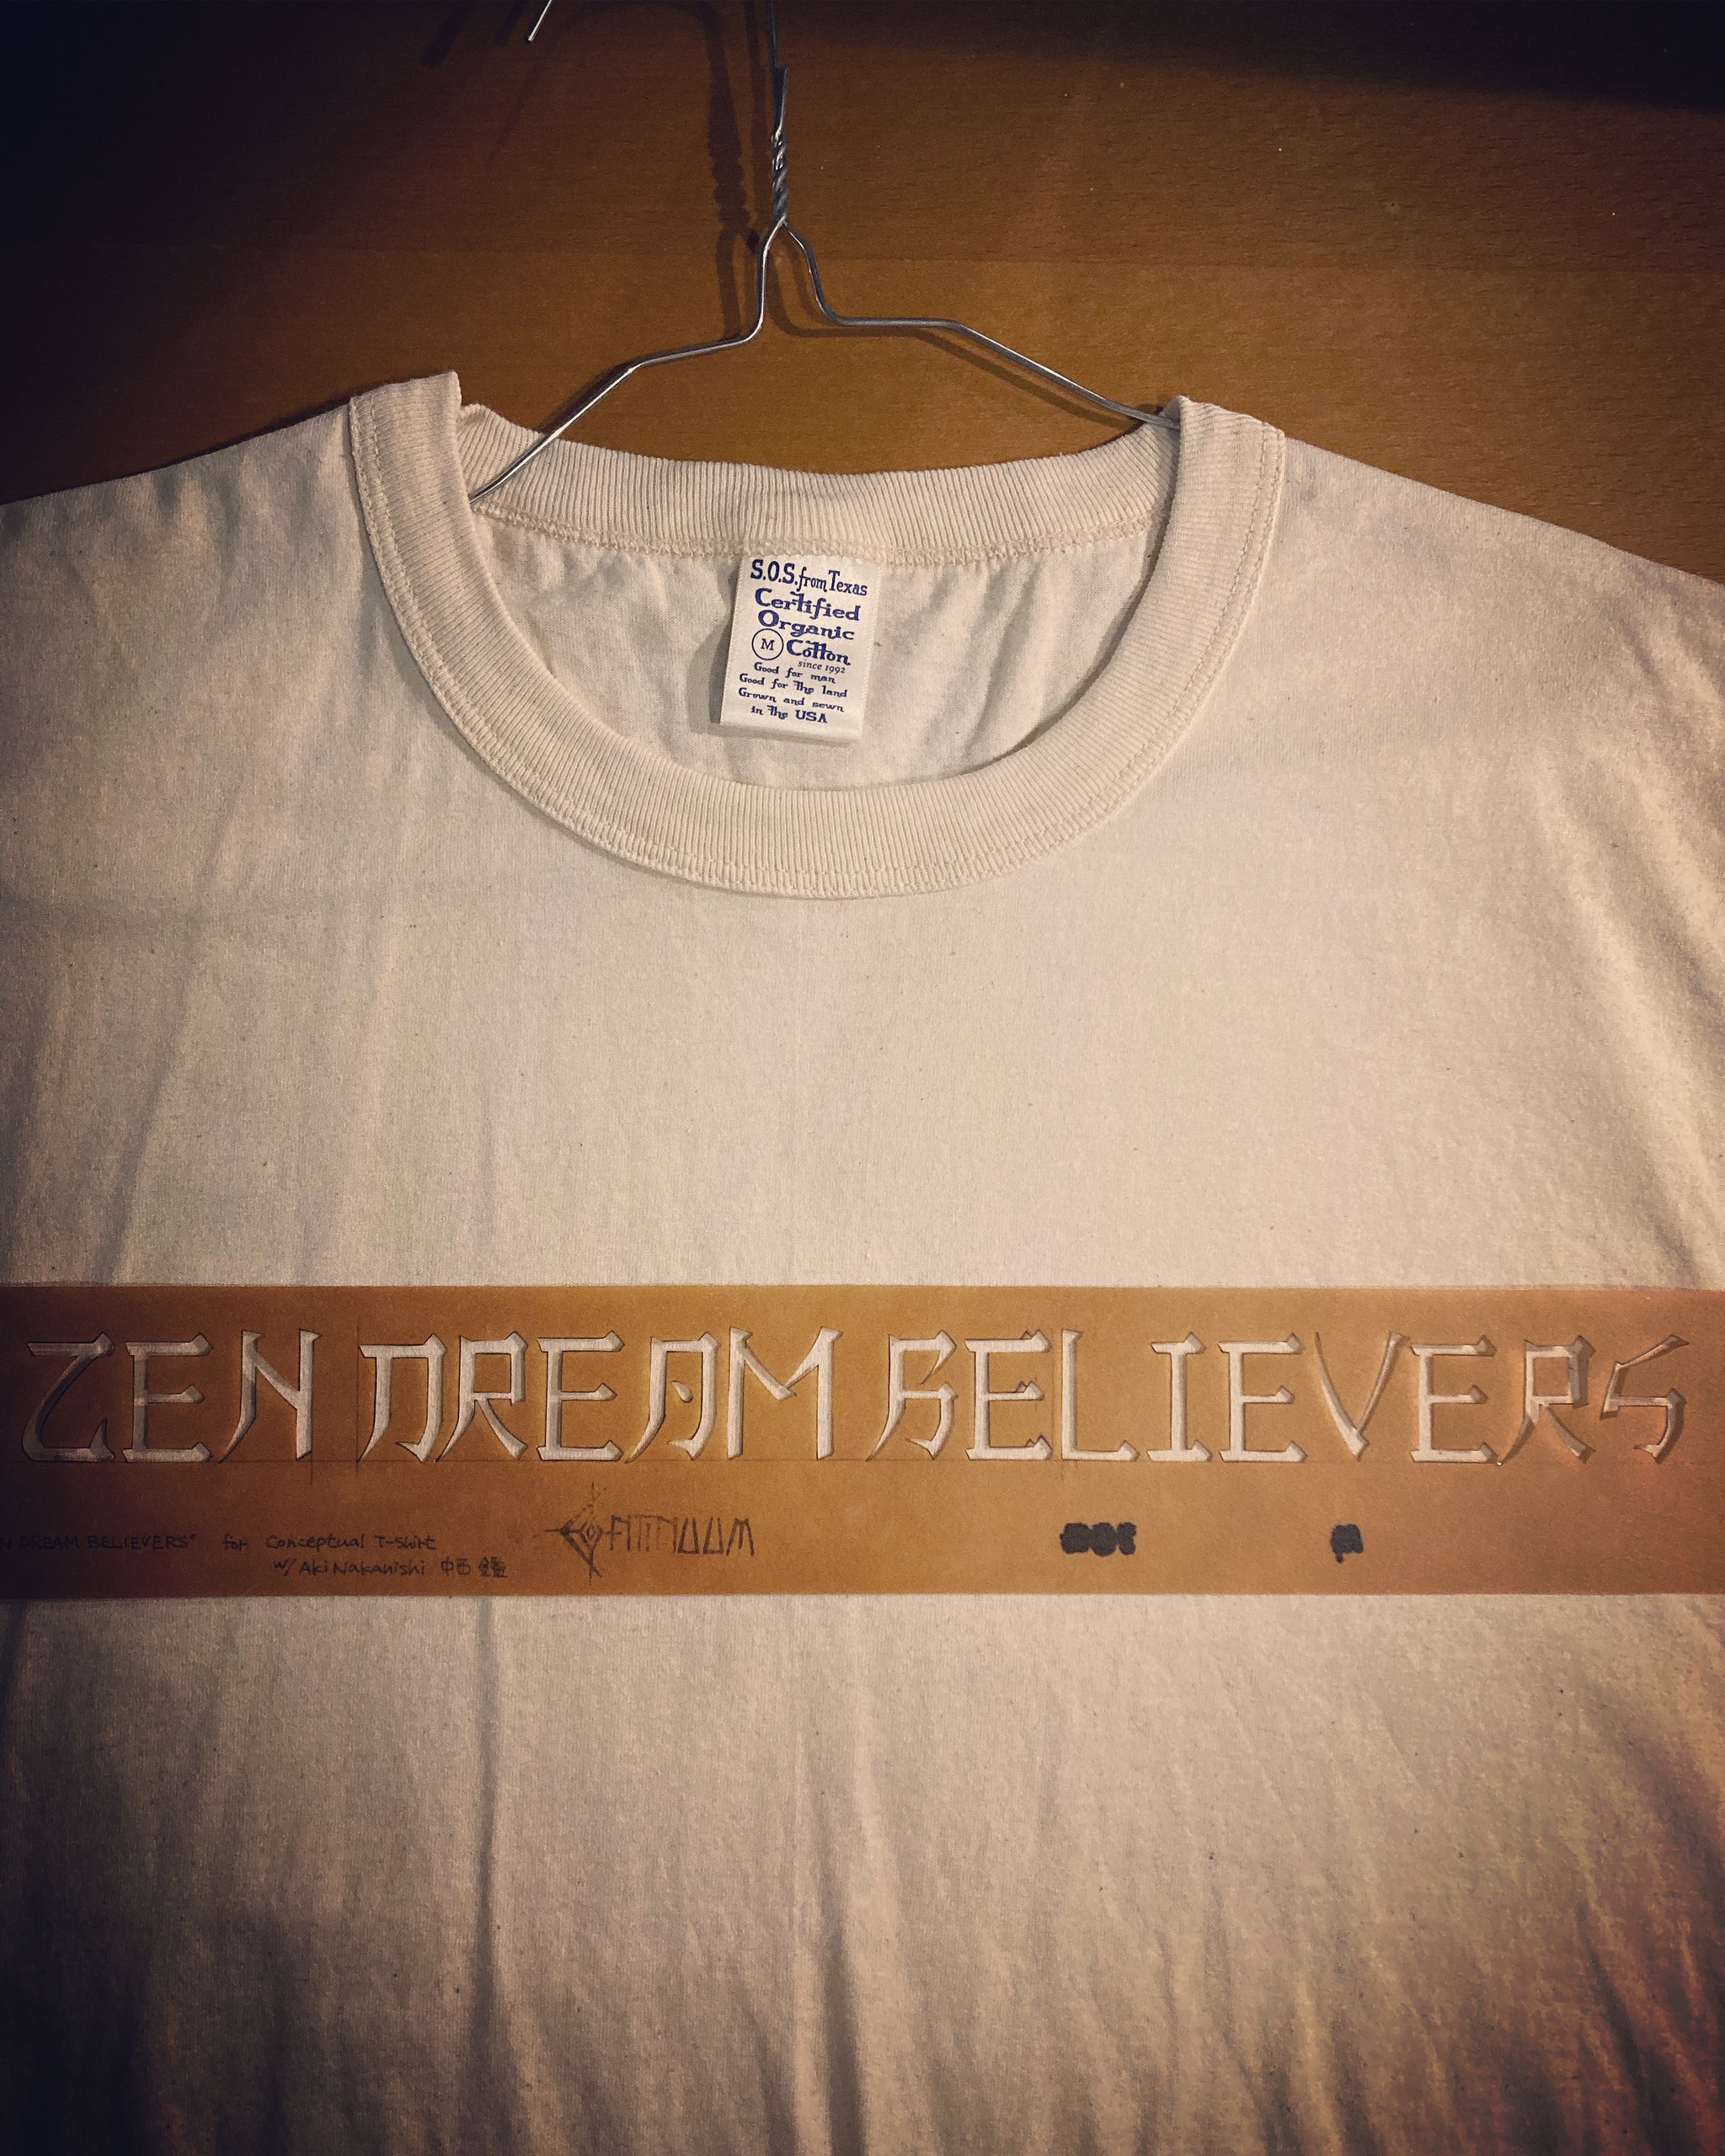 S.O.S. from Texas
Certified
Organic
M Cotton
since 1992
Good for man
Good for the land
Grown and sewn
in the USA
ZEN DREAM BELIEVERS
N DREAM BELIEVERS" for Conceptual T-shirt
w/ Aki Nakanishi 中西 鑑